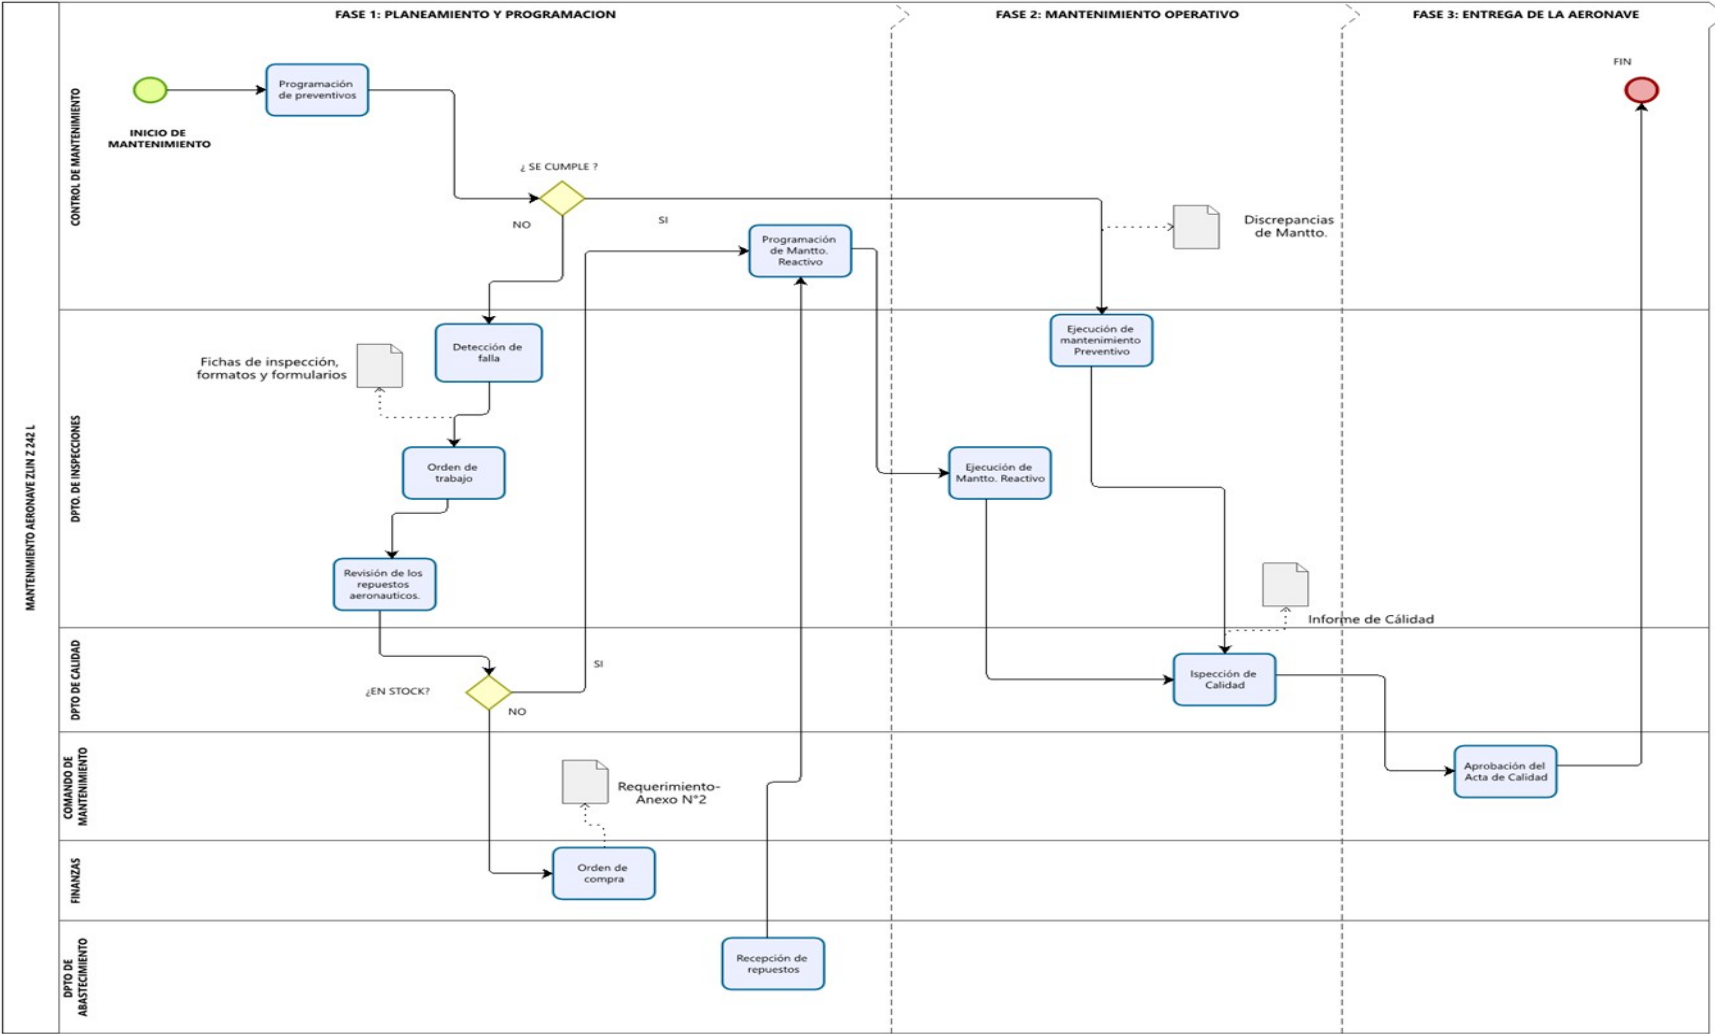 FASE 1: PLANEAMIENTO Y PROGRAMACION
FASE 2: MANTENIMIENTO OPERATIVO
FASE 3: ENTREGA DE LA AERONAVE
MANTENIMIENTO AERONAVE ZLIN Z 242 L
CONTROL DE MANTENIMIENTO
INICIO DE
MANTENIMIENTO
Programación
de preventivos
¿ SE CUMPLE ?
NO
SI
Programación
de Mantto.
Reactivo
Discrepancias
de Mantto.
FIN
DPTO. DE INSPECCIONES
Detección de
falla
Fichas de inspección,
formatos y formularios
Orden de
trabajo
Revisión de los
repuestos
aeronauticos.
Ejecución de
mantenimiento
Preventivo
Ejecución de
Mantto. Reactivo
Informe de Cálidad
DPTO DE CALIDAD
¿EN STOCK?
SI
NO
Ispección de
Calidad
COMANDO DE
MANTENIMIENTO
Requerimiento-
Anexo N°2
Aprobación del
Acta de Calidad
FINANZAS
Orden de
compra
DPTO DE
ABASTECIMIENTO
Recepción de
repuestos